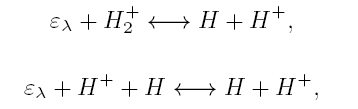 ε_λ + H_2^+ ⟷ H + H^+,
ε_λ + H^+ + H ⟷ H + H^+,